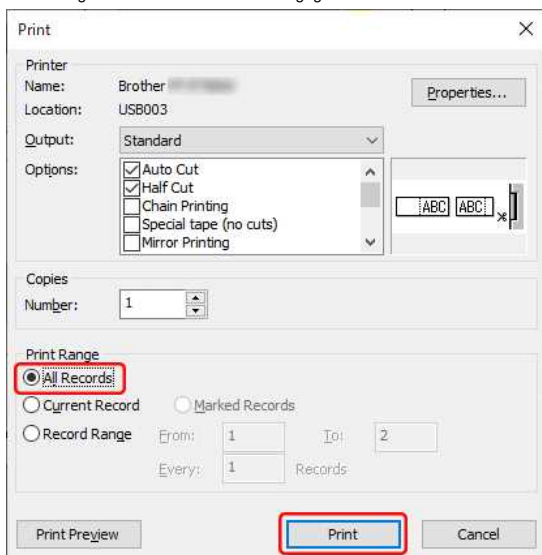 Print
Printer
Name: Brother
Properties...
Location: USB003
Output: Standard
Options: Auto Cut
Half Cut
Chain Printing
Special tape (no cuts)
Mirror Printing
ABC ABC
Copies
Number: 1
Print Range
All Records
Current Record Marked Records
Record Range From: 1 To: 2
Every: 1 Records
Print Preview Print Cancel